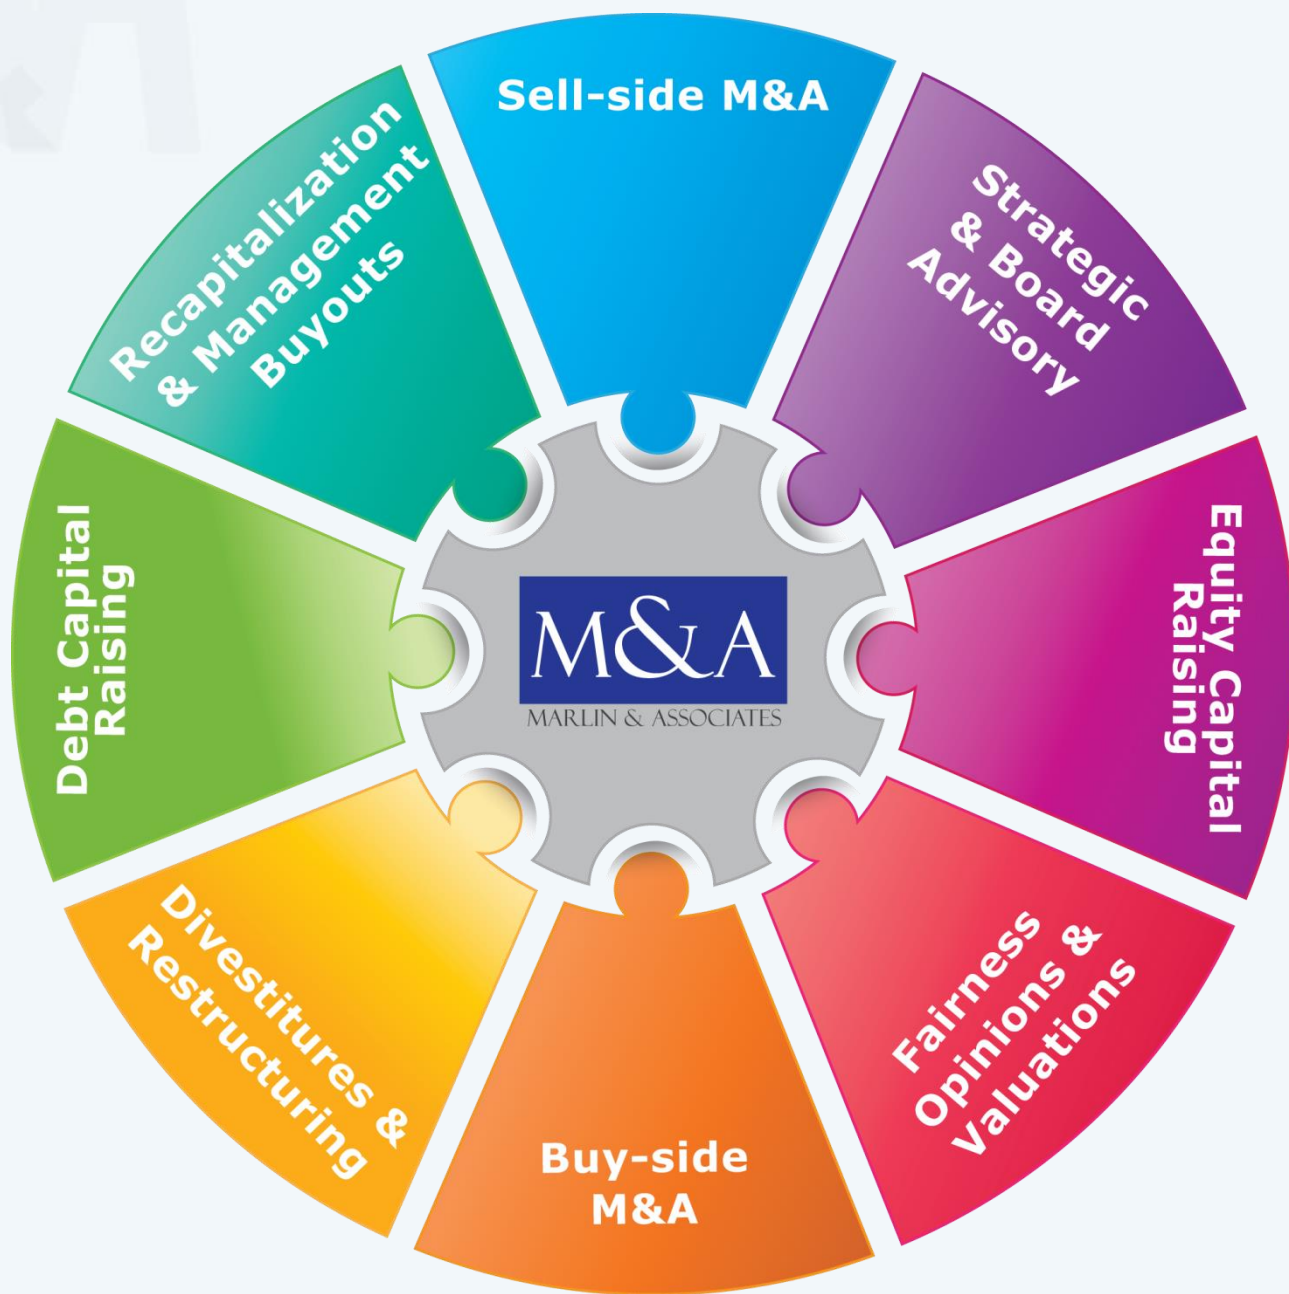 Sell-side M&A
Strategic
& Board
Advisory
Equity Capital
Raising
Fairness
Opinions &
Valuations
Buy-side
M&A
Divestitures &
Restructuring
Debt Capital
Raising
Recapitalization
& Management
Buyouts
M&A
MARLIN & ASSOCIATES